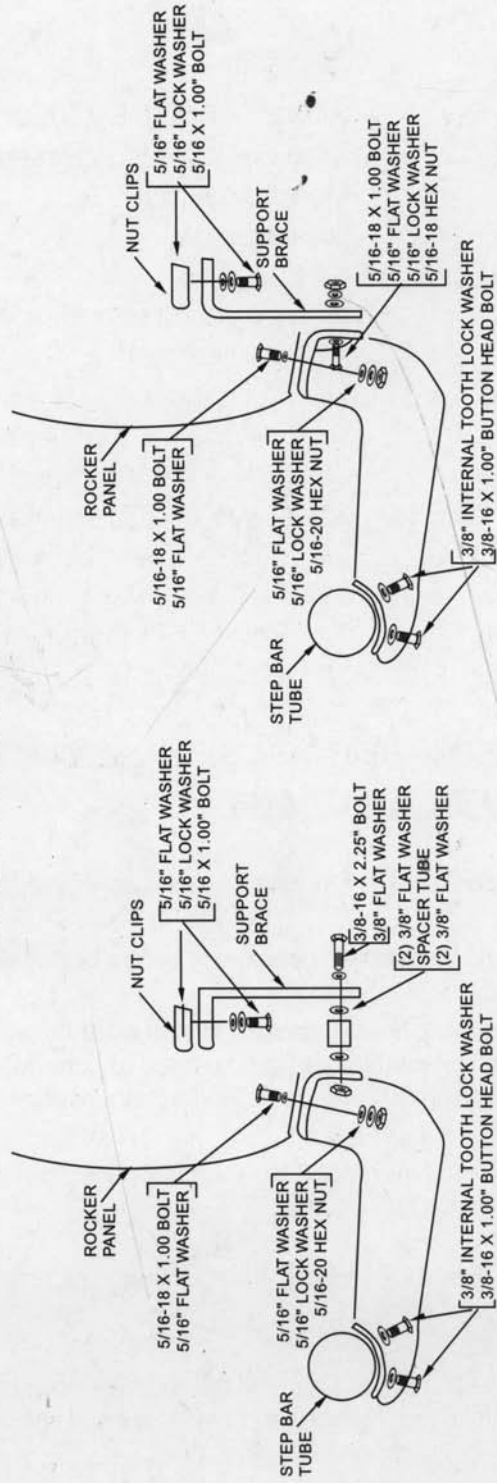 ROCKER
PANEL
NUT CLIPS
5/16" FLAT WASHER
5/16" LOCK WASHER
5/16 X 1.00" BOLT
5/16-18 X 1.00 BOLT
5/16" FLAT WASHER
SUPPORT
BRACE
5/16" FLAT WASHER
5/16" LOCK WASHER
5/16-20 HEX NUT
3/8-16 X 2.25" BOLT
3/8" FLAT WASHER
(2) 3/8" FLAT WASHER
SPACER TUBE
(2) 3/8" FLAT WASHER
STEP BAR
TUBE
3/8" INTERNAL TOOTH LOCK WASHER
3/8-16 X 1.00" BUTTON HEAD BOLT
ROCKER
PANEL
NUT CLIPS
5/16" FLAT WASHER
5/16" LOCK WASHER
5/16 X 1.00" BOLT
5/16-18 X 1.00 BOLT
5/16" FLAT WASHER
SUPPORT
BRACE
5/16" FLAT WASHER
5/16" LOCK WASHER
5/16-20 HEX NUT
5/16-18 X 1.00 BOLT
5/16" FLAT WASHER
5/16" LOCK WASHER
5/16-18 HEX NUT
STEP BAR
TUBE
3/8" INTERNAL TOOTH LOCK WASHER
3/8-16 X 1.00" BUTTON HEAD BOLT